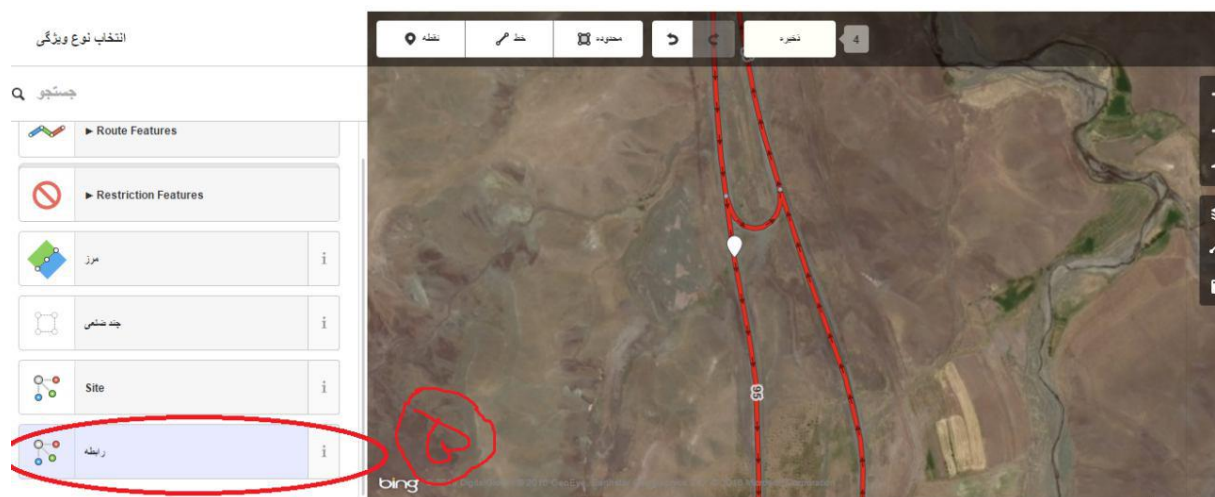 انتخاب نوع ویژگی
نقطه
خط
محدوده
ذخیره
4
جستجو
► Route Features
► Restriction Features
مرز
i
چند ضلعی
i
Site
i
رابطه
i
95
bing